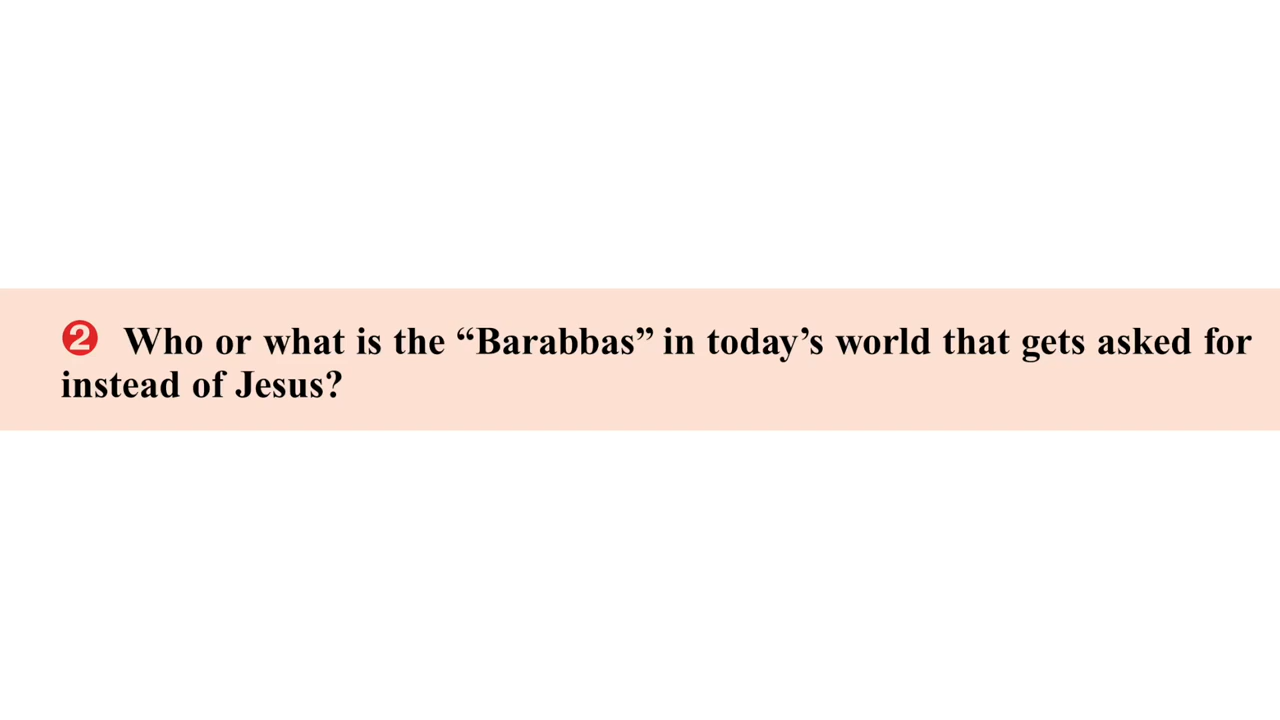 ❷ Who or what is the “Barabbas” in today’s world that gets asked for
instead of Jesus?